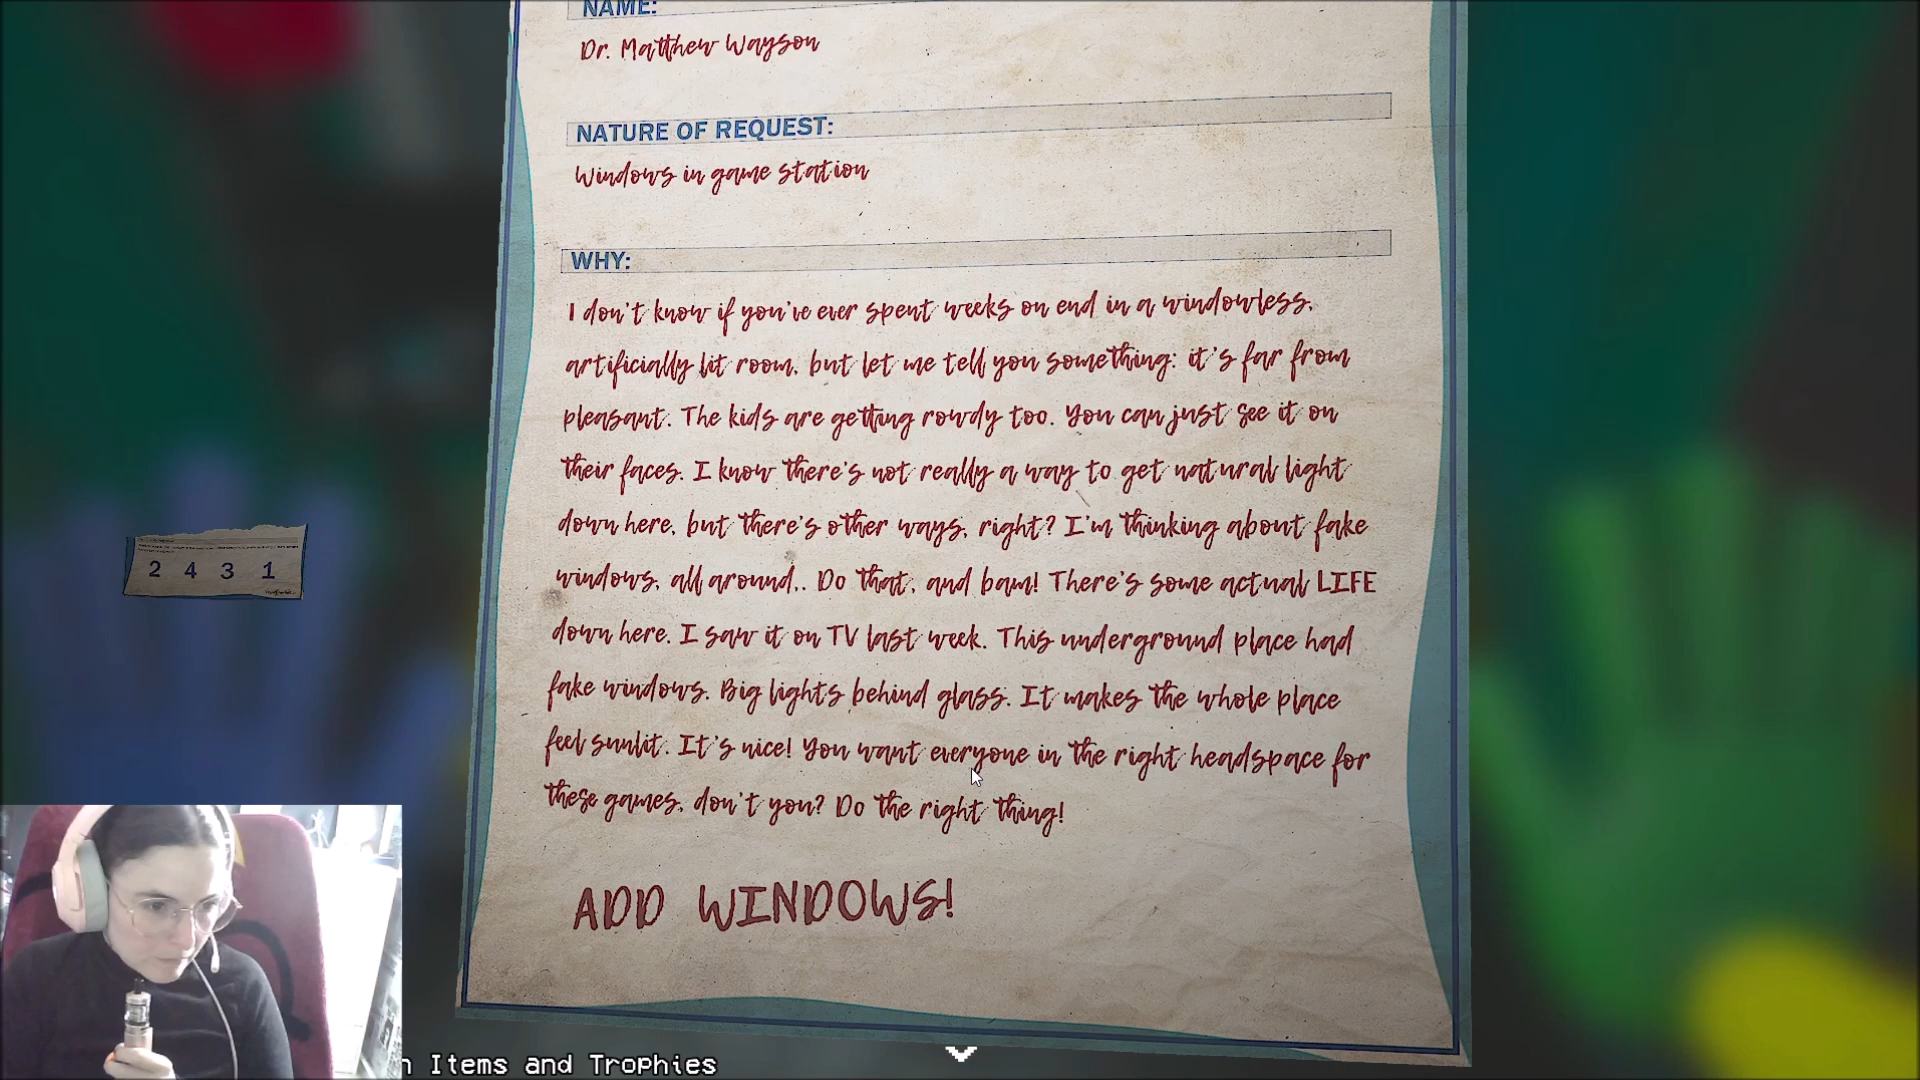 NAME:
Dr. Matthew Wayson
NATURE OF REQUEST:
Windows in game station
WHY:
I don't know if you've ever spent weeks on end in a windowless,
artificially lit room, but let me tell you something: it's far from
pleasant. The kids are getting rowdy too. You can just see it on
their faces. I know there's not really a way to get natural light
down here, but there's other ways, right? I'm thinking about fake
windows, all around.. Do that, and bam! There's some actual LIFE
down here. I saw it on TV last week. This underground place had
fake windows. Big lights behind glass. It makes the whole place
feel sunlit. It's nice! You want everyone in the right headspace for
these games, don't you? Do the right thing!
ADD WINDOWS!
2 4 3 1
Items and Trophies